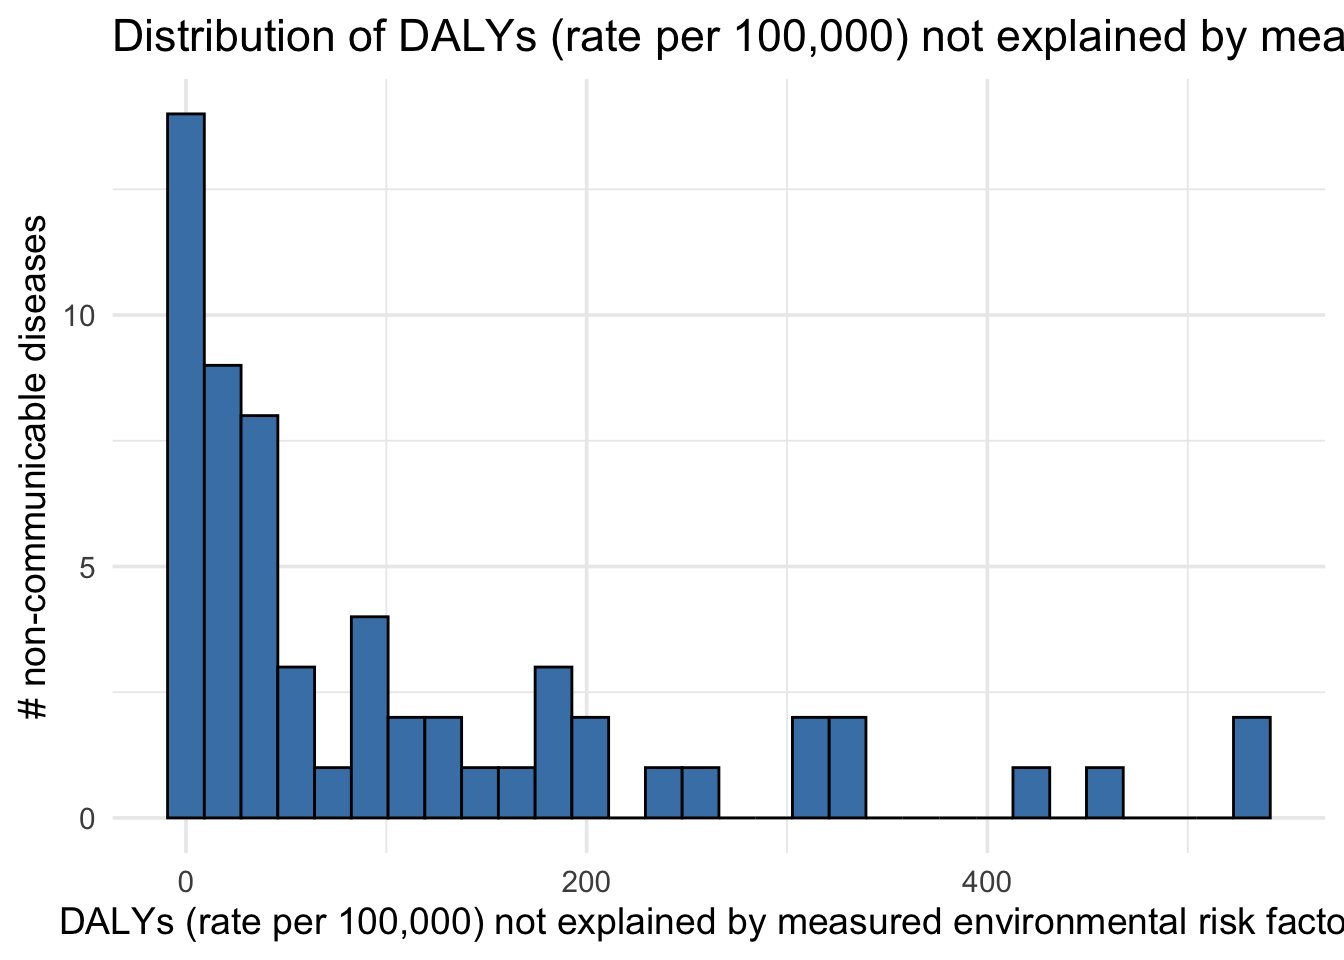 Distribution of DALYs (rate per 100,000) not explained by mea
# non-communicable diseases
10
5
0
0 200 400
DALYs (rate per 100,000) not explained by measured environmental risk facto